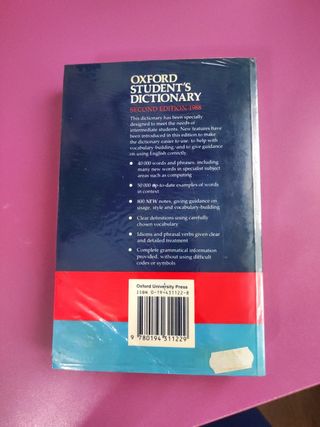 OXFORD
STUDENT'S
DICTIONARY
SECOND EDITION 1988
This dictionary has been specially
designed to meet the needs of
intermediate students. New features have
been introduced in this edition to make
the dictionary easier to use, to help with
vocabulary-building, and to give guidance
on using English correctly.
• 40 000 words and phrases, including
many new words in specialist subject
areas such as computing
• 50 000 up-to-date examples of words
in context
• 800 NEW notes, giving guidance on
usage, style and vocabulary-building
• Clear definitions using carefully
chosen vocabulary
• Idioms and phrasal verbs given clear
and detailed treatment
• Complete grammatical information
provided, without using difficult
codes or symbols
Oxford University Press
ISBN 0-19-431122-8
9 780194 311229